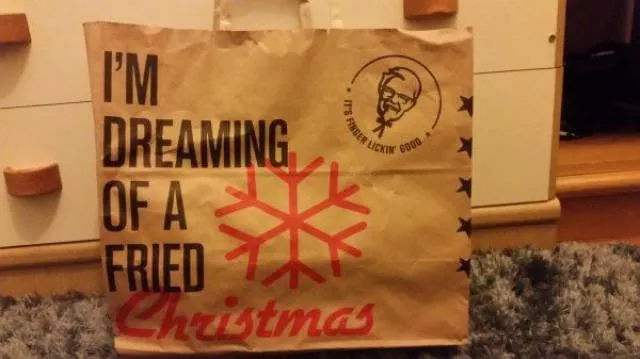 I'M
DREAMING
OF A
FRIED
Christmas
IT'S FINGER LICKIN' GOOD